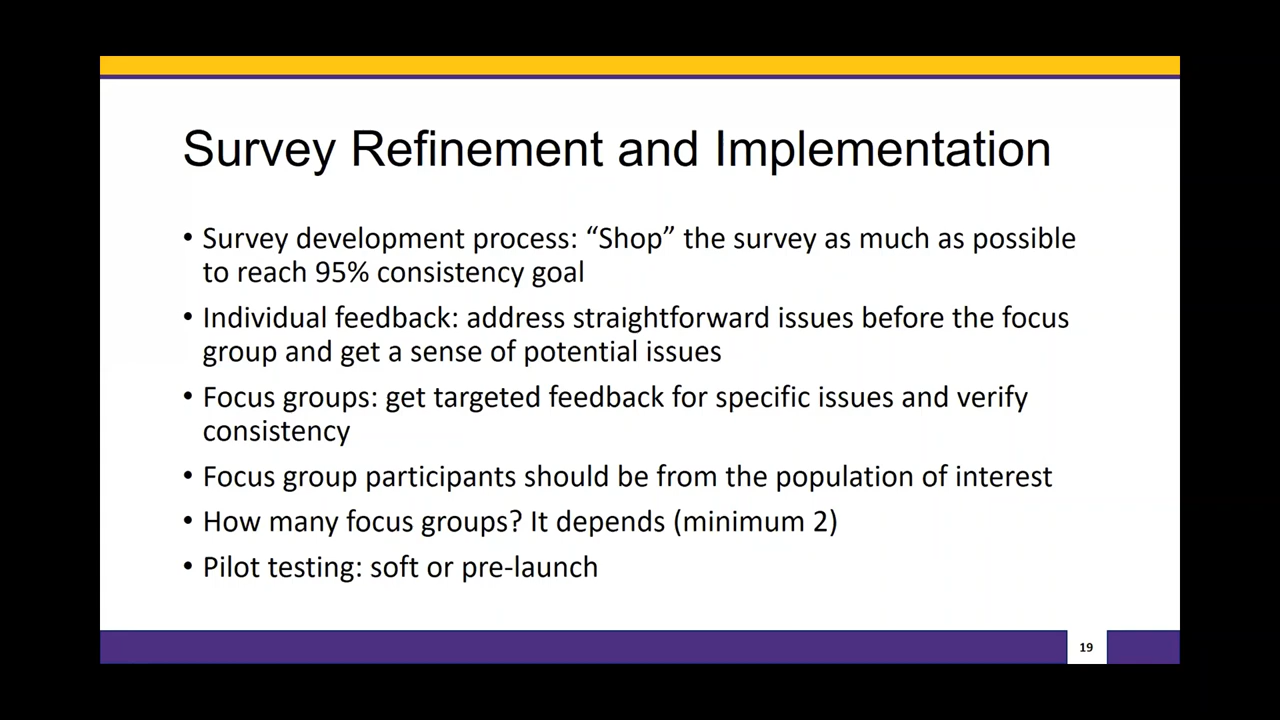 Survey Refinement and Implementation
• Survey development process: “Shop” the survey as much as possible
to reach 95% consistency goal
• Individual feedback: address straightforward issues before the focus
group and get a sense of potential issues
• Focus groups: get targeted feedback for specific issues and verify
consistency
• Focus group participants should be from the population of interest
• How many focus groups? It depends (minimum 2)
• Pilot testing: soft or pre-launch
19